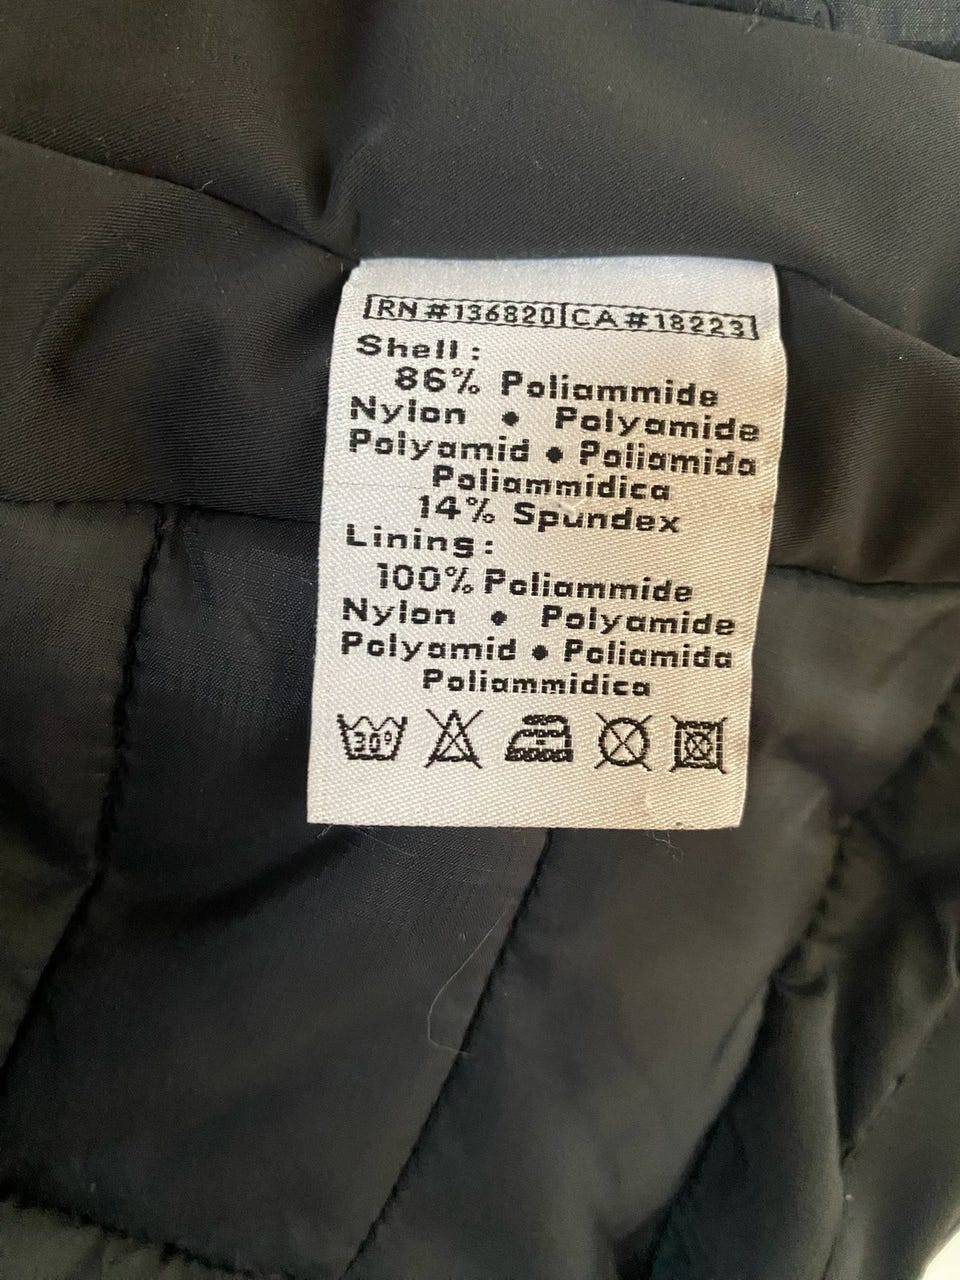 RN #136820 CA #18223
Shell:
86% Poliammide
Nylon • Polyamide
Polyamid • Poliamida
Poliammidica
14% Spundex
Lining:
100% Poliammide
Nylon • Polyamide
Polyamid • Poliamida
Poliammidica
30°